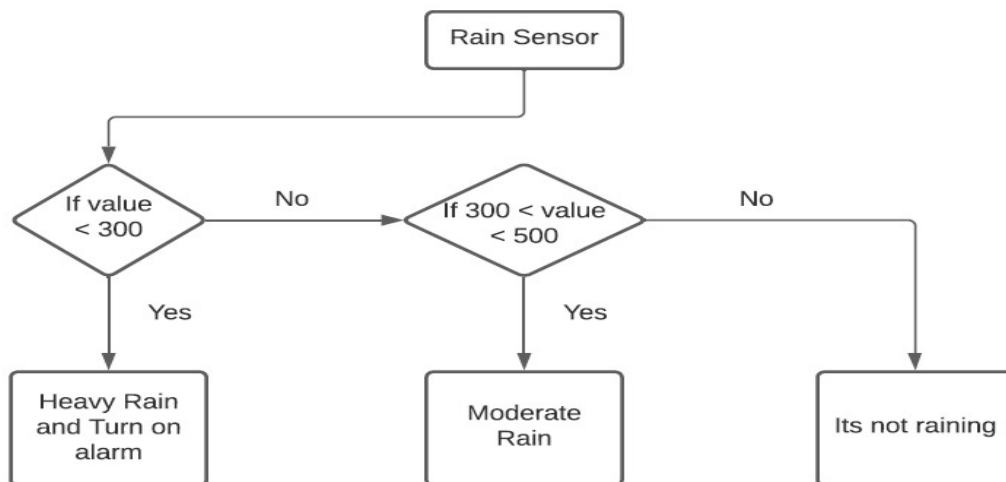 Rain Sensor
If value
< 300
No
If 300 < value
< 500
No
Yes
Yes
Heavy Rain
and Turn on
alarm
Moderate
Rain
Its not raining